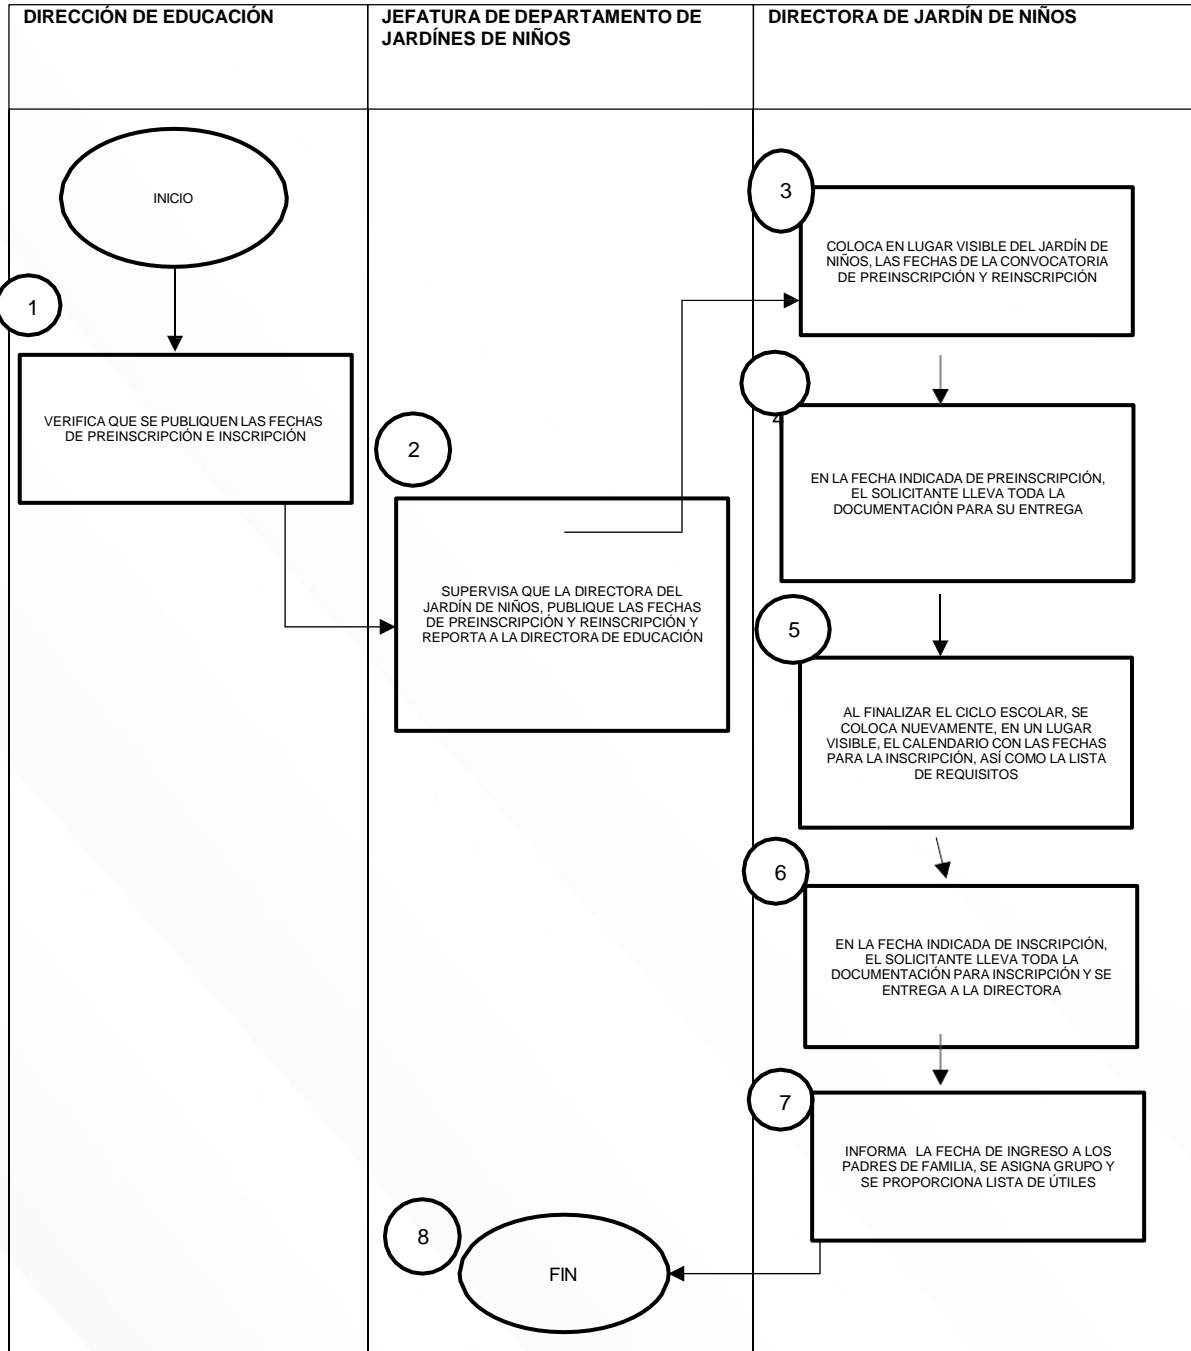 DIRECCIÓN DE EDUCACIÓN
JEFATURA DE DEPARTAMENTO DE
JARDÍNES DE NIÑOS
DIRECTORA DE JARDÍN DE NIÑOS
INICIO
1
VERIFICA QUE SE PUBLIQUEN LAS FECHAS
DE PREINSCRIPCIÓN E INSCRIPCIÓN
2
SUPERVISA QUE LA DIRECTORA DEL
JARDÍN DE NIÑOS, PUBLIQUE LAS FECHAS
DE PREINSCRIPCIÓN Y REINSCRIPCIÓN Y
REPORTA A LA DIRECTORA DE EDUCACIÓN
3
COLOCA EN LUGAR VISIBLE DEL JARDÍN DE
NIÑOS, LAS FECHAS DE LA CONVOCATORIA
DE PREINSCRIPCIÓN Y REINSCRIPCIÓN
4
EN LA FECHA INDICADA DE PREINSCRIPCIÓN,
EL SOLICITANTE LLEVA TODA LA
DOCUMENTACIÓN PARA SU ENTREGA
5
AL FINALIZAR EL CICLO ESCOLAR, SE
COLOCA NUEVAMENTE, EN UN LUGAR
VISIBLE, EL CALENDARIO CON LAS FECHAS
PARA LA INSCRIPCIÓN, ASÍ COMO LA LISTA
DE REQUISITOS
6
EN LA FECHA INDICADA DE INSCRIPCIÓN,
EL SOLICITANTE LLEVA TODA LA
DOCUMENTACIÓN PARA INSCRIPCIÓN Y SE
ENTREGA A LA DIRECTORA
7
INFORMA LA FECHA DE INGRESO A LOS
PADRES DE FAMILIA, SE ASIGNA GRUPO Y
SE PROPORCIONA LISTA DE ÚTILES
8
FIN